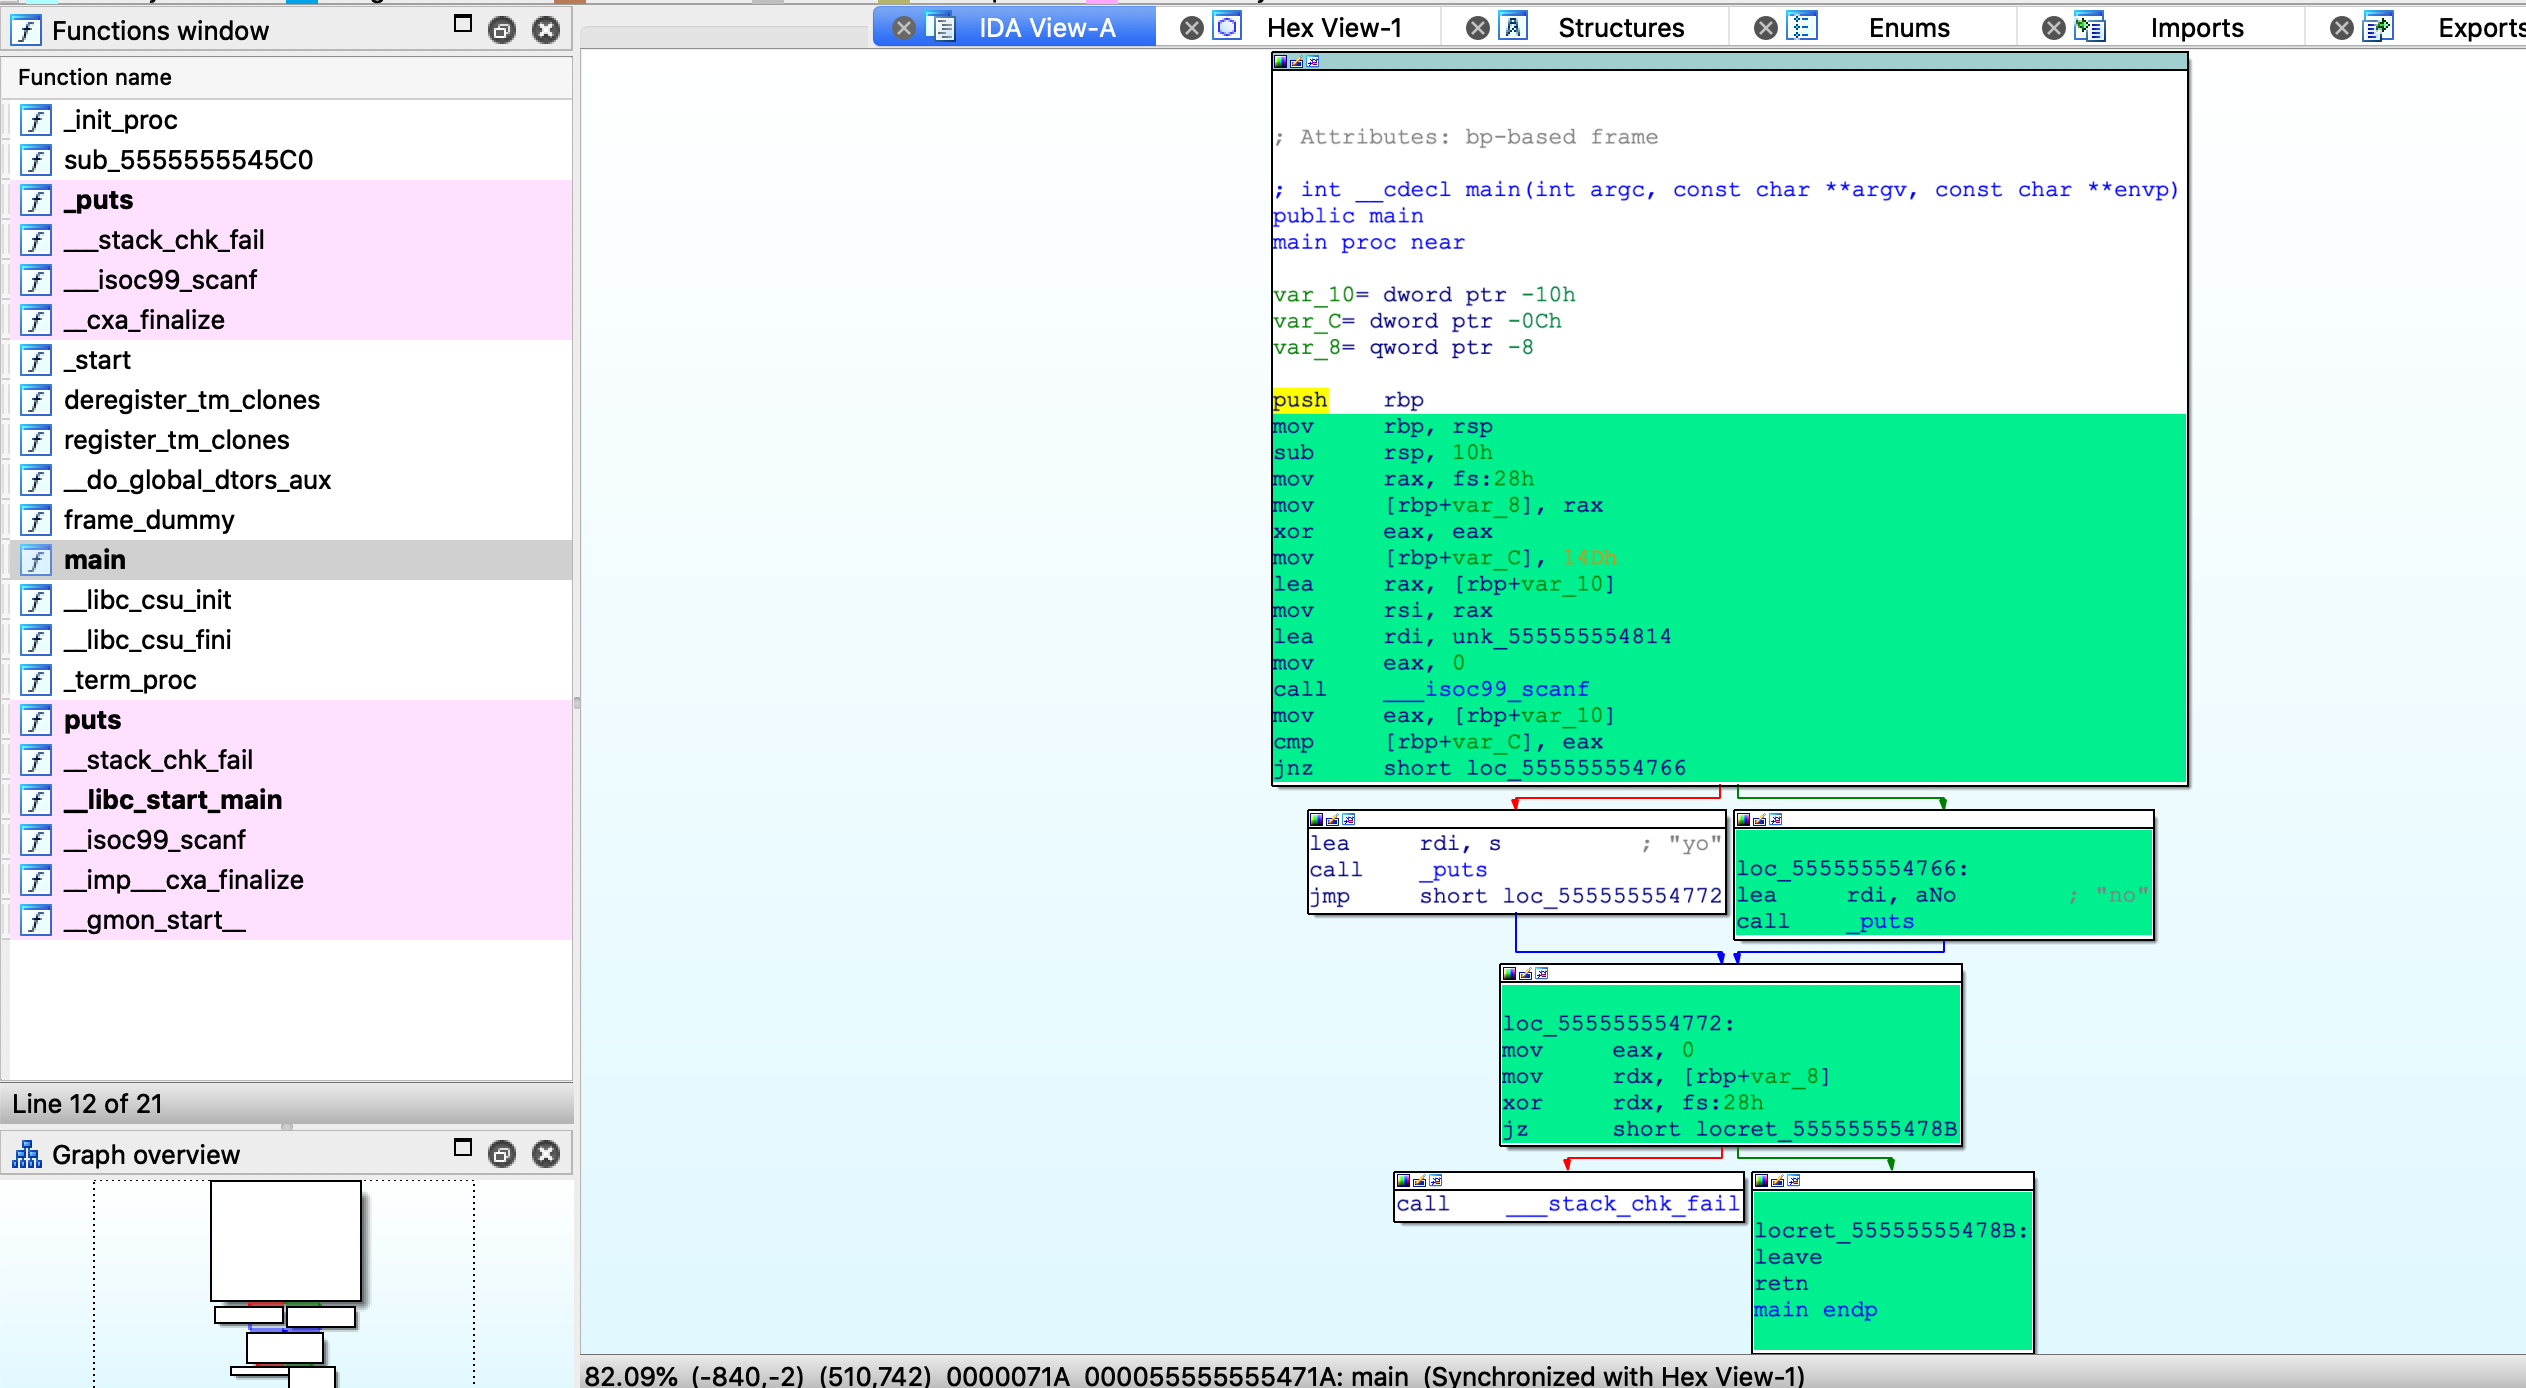 Functions window
IDA View-A
Hex View-1
Structures
Enums
Imports
Exports
Function name
_init_proc
sub_5555555545C0
_puts
___stack_chk_fail
___isoc99_scanf
__cxa_finalize
_start
deregister_tm_clones
register_tm_clones
__do_global_dtors_aux
frame_dummy
main
__libc_csu_init
__libc_csu_fini
_term_proc
puts
__stack_chk_fail
__libc_start_main
__isoc99_scanf
__imp___cxa_finalize
__gmon_start__
Line 12 of 21
Graph overview
; Attributes: bp-based frame
; int __cdecl main(int argc, const char **argv, const char **envp)
public main
main proc near
var_10= dword ptr -10h
var_C= dword ptr -0Ch
var_8= qword ptr -8
push rbp
mov rbp, rsp
sub rsp, 10h
mov rax, fs:28h
mov [rbp+var_8], rax
xor eax, eax
mov [rbp+var_C], 14Dh
lea rax, [rbp+var_10]
mov rsi, rax
lea rdi, unk_555555554814
mov eax, 0
call ___isoc99_scanf
mov eax, [rbp+var_10]
cmp [rbp+var_C], eax
jnz short loc_555555554766
lea rdi, s ; "yo"
call _puts
jmp short loc_555555554772
loc_555555554766:
lea rdi, aNo ; "no"
call _puts
loc_555555554772:
mov eax, 0
mov rdx, [rbp+var_8]
xor rdx, fs:28h
jz short locret_55555555478B
call ___stack_chk_fail
locret_55555555478B:
leave
retn
main endp
82.09% (-840,-2) (510,742) 0000071A 000055555555471A: main (Synchronized with Hex View-1)